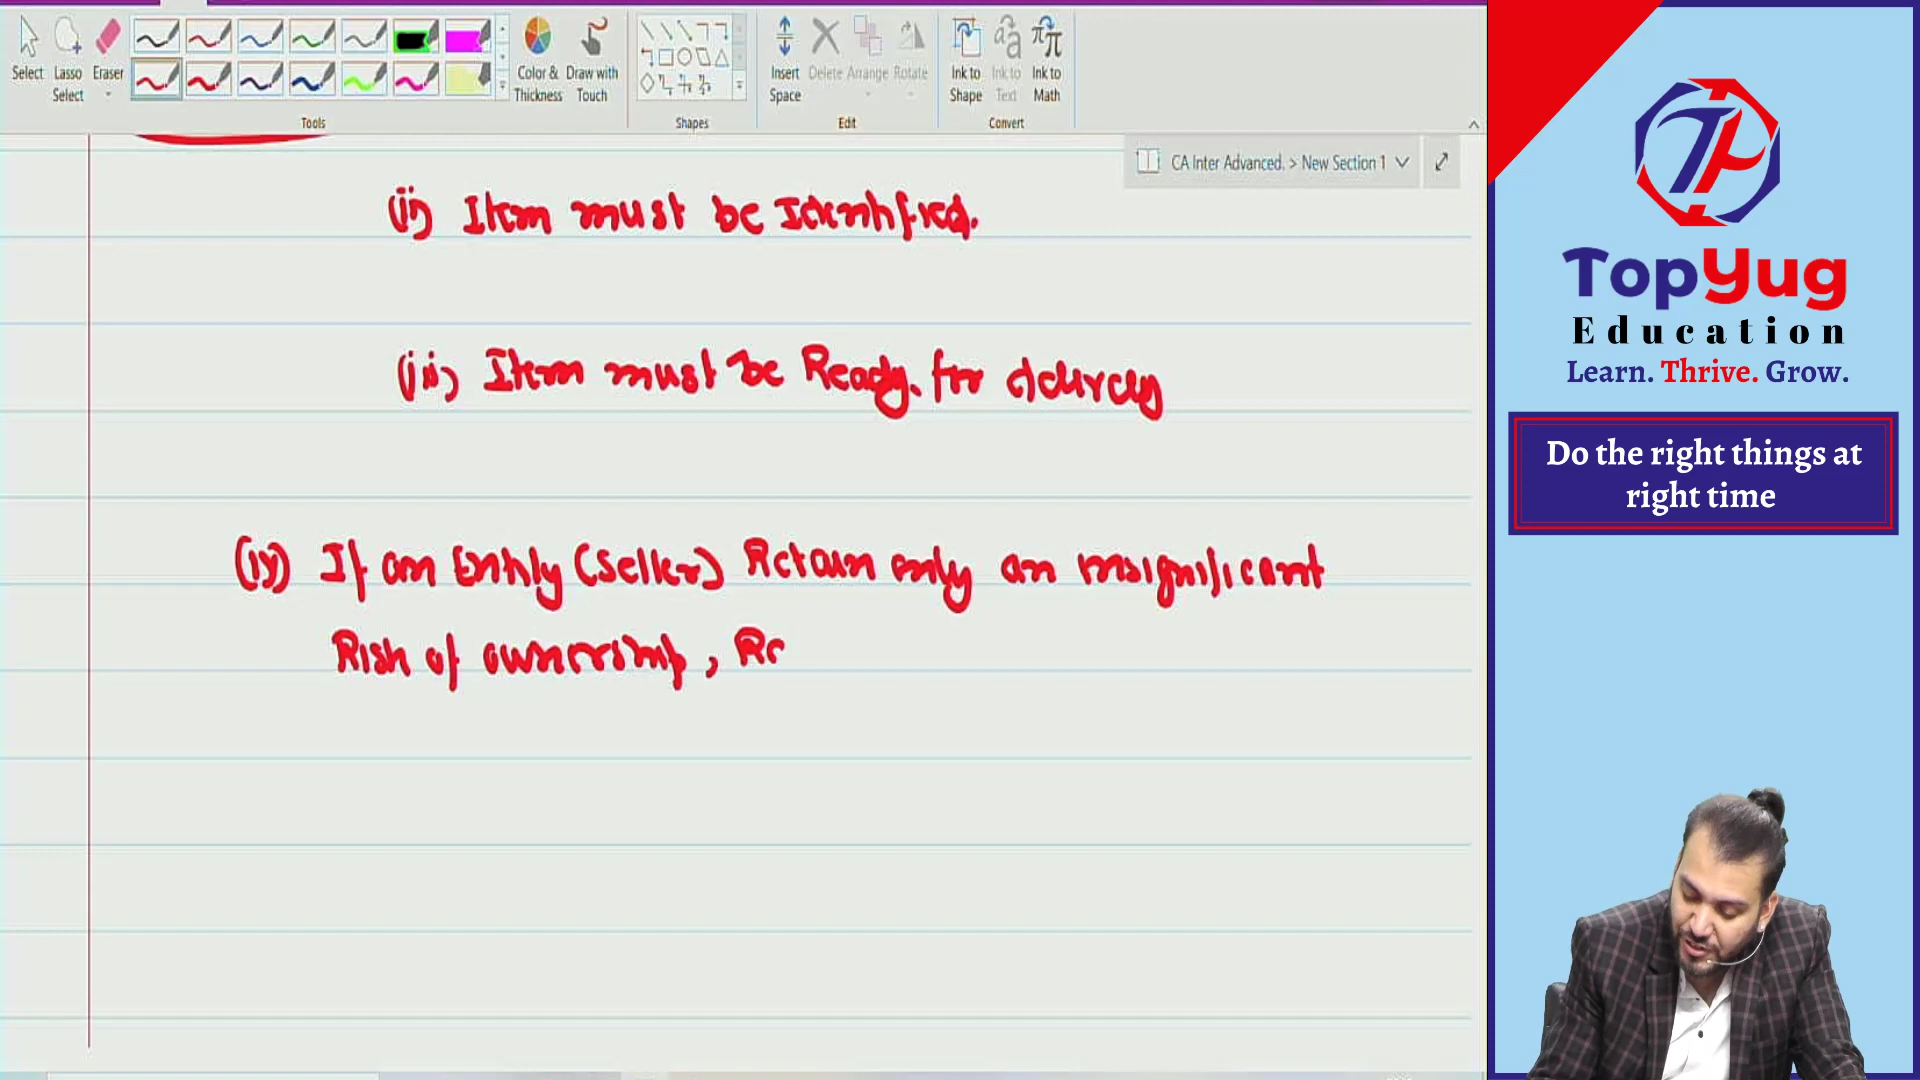 Select
Lasso Select
Eraser
Color & Thickness
Draw with Touch
Insert Space
Delete
Arrange
Rotate
Ink to Shape
Ink to Text
Ink to Math
Tools
Shapes
Edit
Convert
CA Inter Advanced. > New Section 1
(ii) Item must be Identified.
(iii) Item must be Ready. for delivery
(iv) If an Entity (Seller) Retain only an insignificant
Risk of ownership, Re
TopYug
Education
Learn. Thrive. Grow.
Do the right things at
right time